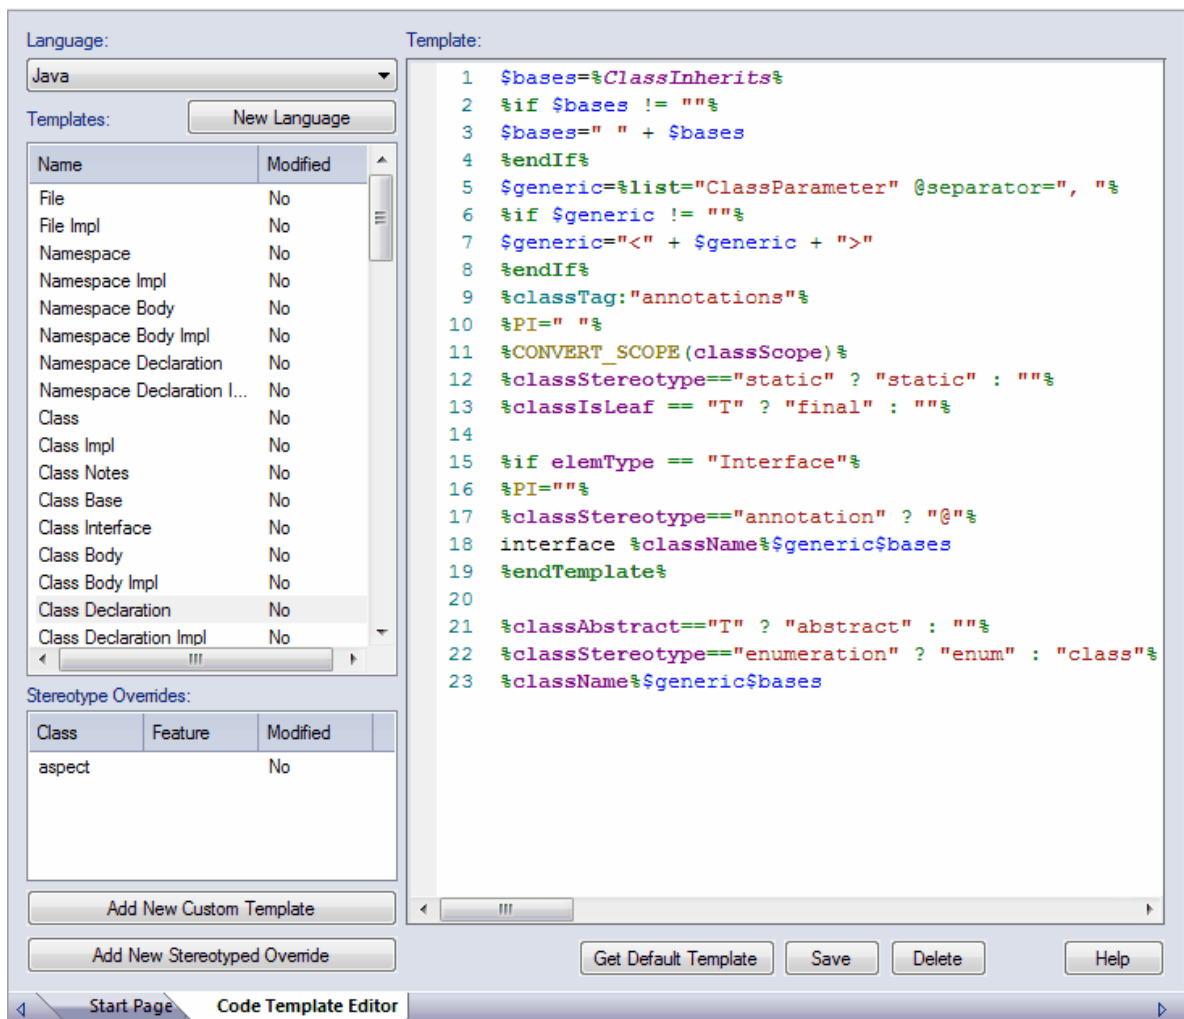 Language:
Java
Templates:
New Language
Name Modified
File No
File Impl No
Namespace No
Namespace Impl No
Namespace Body No
Namespace Body Impl No
Namespace Declaration No
Namespace Declaration I... No
Class No
Class Impl No
Class Notes No
Class Base No
Class Interface No
Class Body No
Class Body Impl No
Class Declaration No
Class Declaration Impl No
Stereotype Overrides:
Class Feature Modified
aspect No
Add New Custom Template
Add New Stereotyped Override
Template:
1 $bases=%ClassInherits%
2 %if $bases != ""%
3 $bases=" " + $bases
4 %endIf%
5 $generic=%list="ClassParameter" @separator=", "%
6 %if $generic != ""%
7 $generic="<" + $generic + ">"
8 %endIf%
9 %classTag:"annotations"%
10 %PI=" "%
11 %CONVERT_SCOPE(classScope)%
12 %classStereotype=="static" ? "static" : ""%
13 %classIsLeaf == "T" ? "final" : ""%
14
15 %if elemType == "Interface"%
16 %PI=""%
17 %classStereotype=="annotation" ? "@"%
18 interface %className%$generic$bases
19 %endTemplate%
20
21 %classAbstract=="T" ? "abstract" : ""%
22 %classStereotype=="enumeration" ? "enum" : "class"%
23 %className%$generic$bases
Get Default Template Save Delete Help
Start Page Code Template Editor